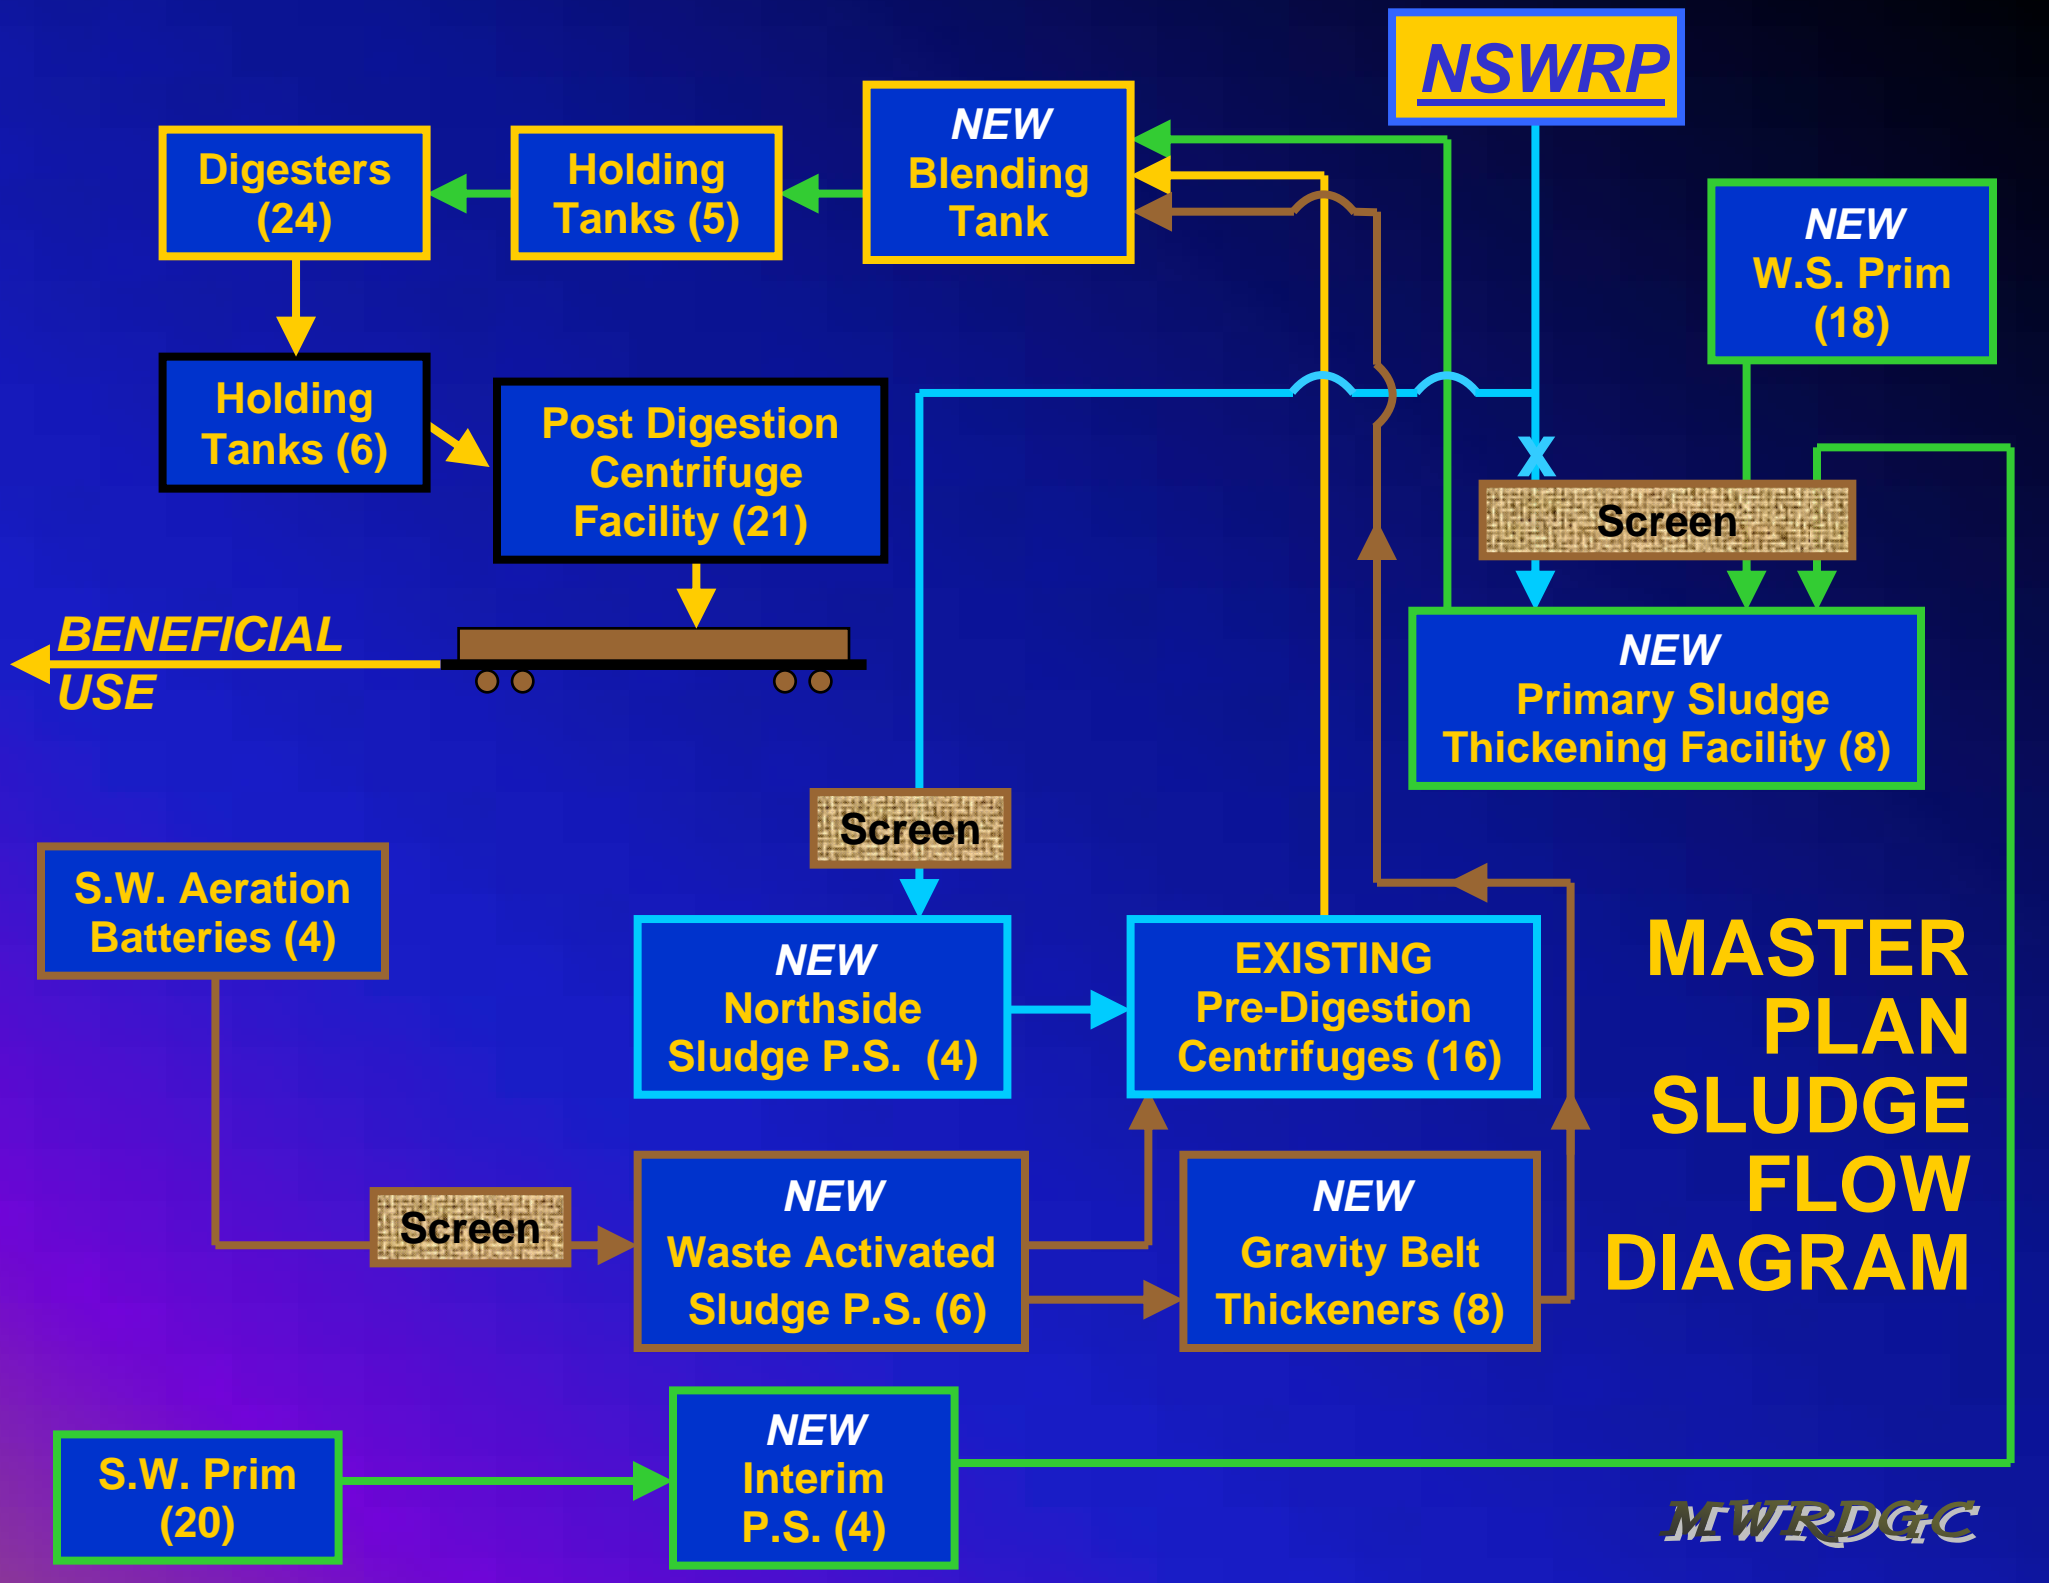 NSWRP
NEW
Blending
Tank
Holding
Tanks (5)
Digesters
(24)
NEW
W.S. Prim
(18)
Holding
Tanks (6)
Post Digestion
Centrifuge
Facility (21)
X
Screen
BENEFICIAL
USE
NEW
Primary Sludge
Thickening Facility (8)
Screen
S.W. Aeration
Batteries (4)
NEW
Northside
Sludge P.S. (4)
EXISTING
Pre-Digestion
Centrifuges (16)
MASTER
PLAN
SLUDGE
FLOW
DIAGRAM
Screen
NEW
Waste Activated
Sludge P.S. (6)
NEW
Gravity Belt
Thickeners (8)
S.W. Prim
(20)
NEW
Interim
P.S. (4)
MWRDGC